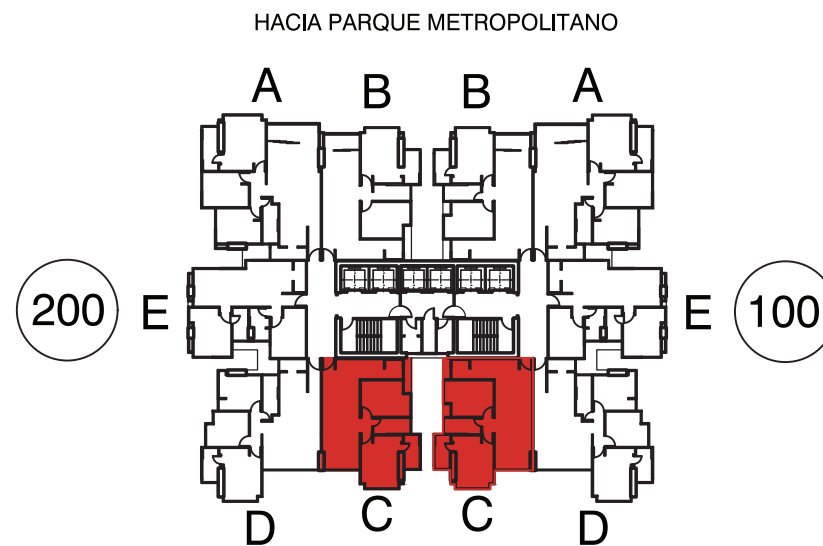 HACIA PARQUE METROPOLITANO
A B B A
200 E E 100
D C C D